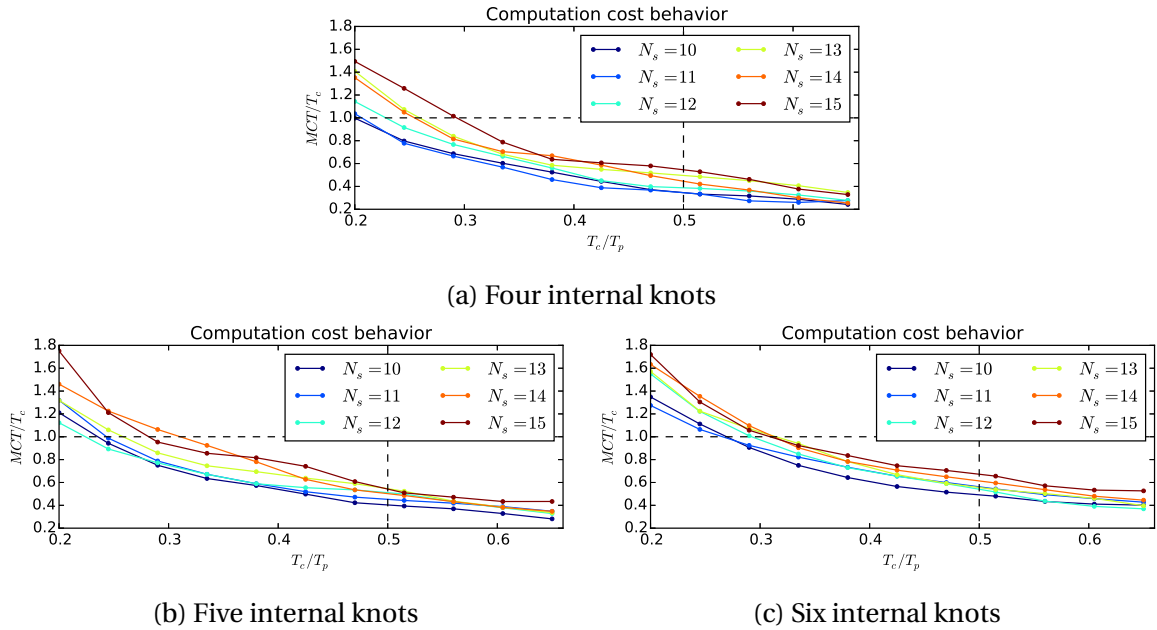 Computation cost behavior
1.8
1.6
1.4
1.2
1.0
0.8
0.6
0.4
0.2
MCT/T_c
N_s = 10
N_s = 11
N_s = 12
N_s = 13
N_s = 14
N_s = 15
0.2 0.3 0.4 0.5 0.6
T_c/T_p
(a) Four internal knots
Computation cost behavior
1.8
1.6
1.4
1.2
1.0
0.8
0.6
0.4
0.2
MCT/T_c
N_s = 10
N_s = 11
N_s = 12
N_s = 13
N_s = 14
N_s = 15
0.2 0.3 0.4 0.5 0.6
T_c/T_p
(b) Five internal knots
Computation cost behavior
1.8
1.6
1.4
1.2
1.0
0.8
0.6
0.4
0.2
MCT/T_c
N_s = 10
N_s = 11
N_s = 12
N_s = 13
N_s = 14
N_s = 15
0.2 0.3 0.4 0.5 0.6
T_c/T_p
(c) Six internal knots